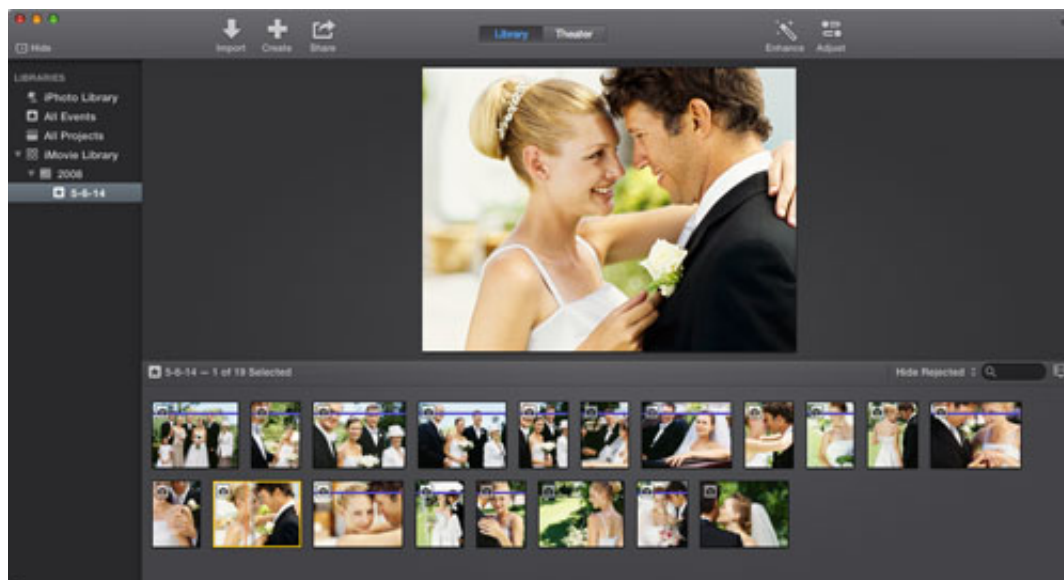 Hide
Import
Create
Share
Library
Theater
Enhance
Adjust
LIBRARIES
iPhoto Library
All Events
All Projects
iMovie Library
2008
5-6-14
5-6-14 — 1 of 19 Selected
Hide Rejected